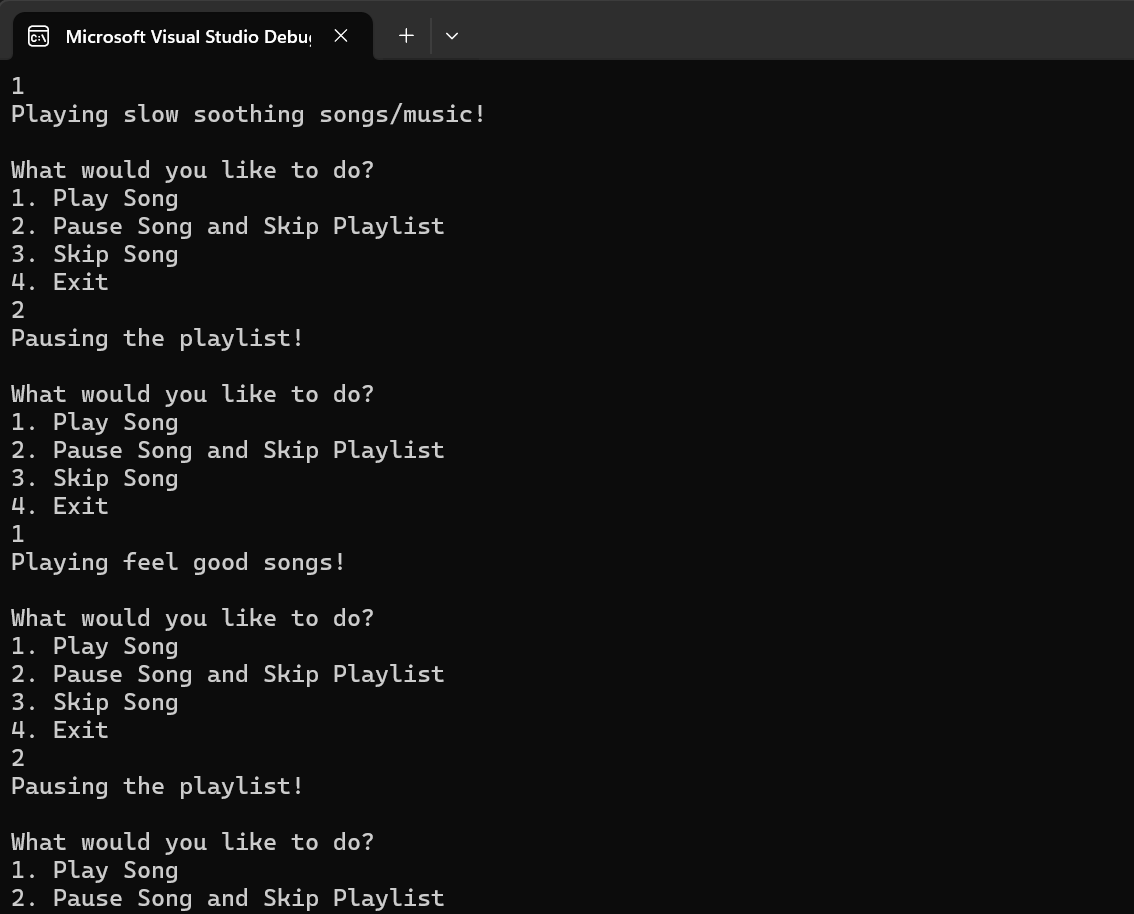 Microsoft Visual Studio Debug
1
Playing slow soothing songs/music!
What would you like to do?
1. Play Song
2. Pause Song and Skip Playlist
3. Skip Song
4. Exit
2
Pausing the playlist!
What would you like to do?
1. Play Song
2. Pause Song and Skip Playlist
3. Skip Song
4. Exit
1
Playing feel good songs!
What would you like to do?
1. Play Song
2. Pause Song and Skip Playlist
3. Skip Song
4. Exit
2
Pausing the playlist!
What would you like to do?
1. Play Song
2. Pause Song and Skip Playlist